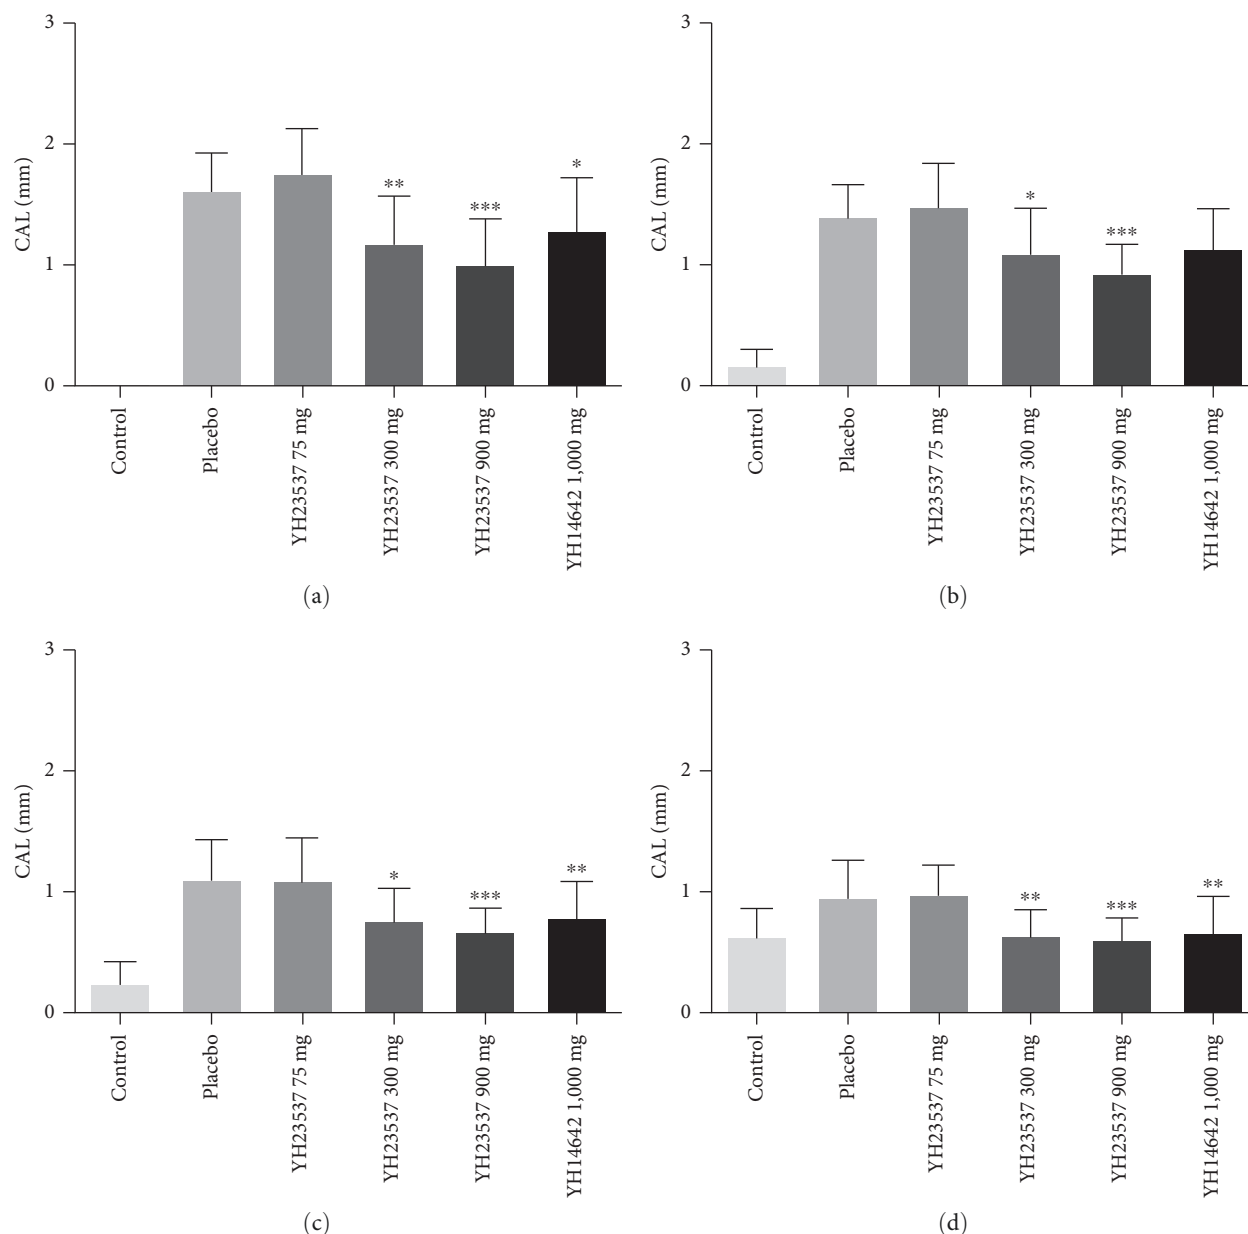 3
2
1
0
CAL (mm)
**
***
*
Control
Placebo
YH23537 75 mg
YH23537 300 mg
YH23537 900 mg
YH14642 1,000 mg
(a)
3
2
1
0
CAL (mm)
*
***
Control
Placebo
YH23537 75 mg
YH23537 300 mg
YH23537 900 mg
YH14642 1,000 mg
(b)
3
2
1
0
CAL (mm)
*
***
**
Control
Placebo
YH23537 75 mg
YH23537 300 mg
YH23537 900 mg
YH14642 1,000 mg
(c)
3
2
1
0
CAL (mm)
**
***
**
Control
Placebo
YH23537 75 mg
YH23537 300 mg
YH23537 900 mg
YH14642 1,000 mg
(d)